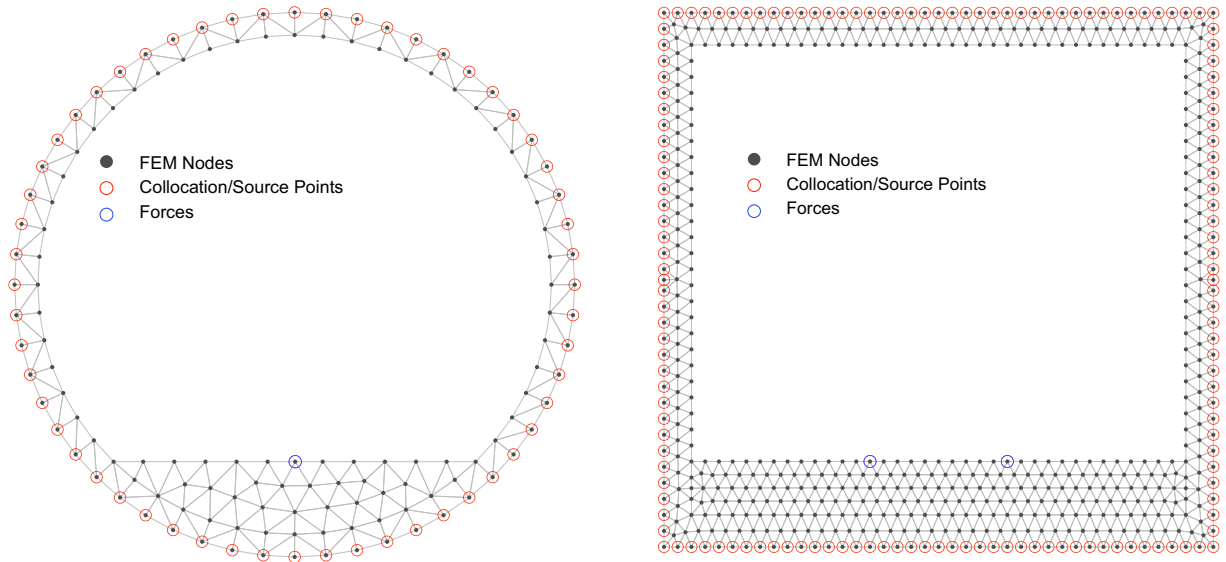 FEM Nodes
Collocation/Source Points
Forces
FEM Nodes
Collocation/Source Points
Forces